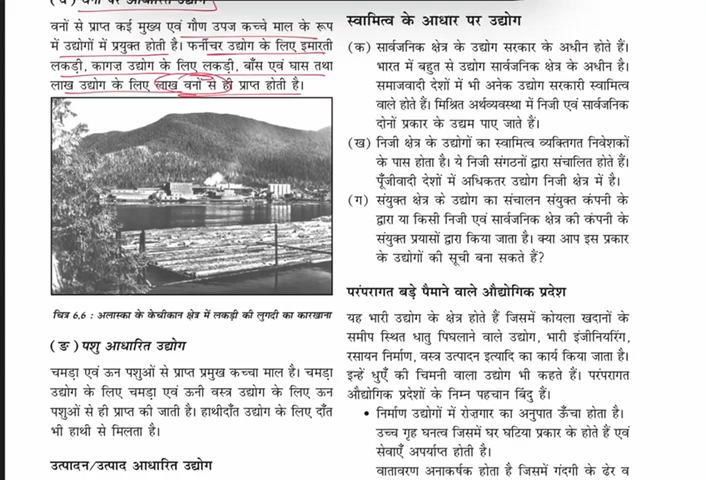 वनों पर आधारित उद्योग
वनों से प्राप्त कई मुख्य एवं गौण उपज कच्चे माल के रूप
में उद्योगों में प्रयुक्त होती है। फर्नीचर उद्योग के लिए इमारती
लकड़ी, कागज़ उद्योग के लिए लकड़ी, बाँस एवं घास तथा
लाख उद्योग के लिए लाख वनों से ही प्राप्त होती है।
चित्र 6.6 : अलास्का के केचीकान क्षेत्र में लकड़ी की लुगदी का कारखाना
(ङ) पशु आधारित उद्योग
चमड़ा एवं ऊन पशुओं से प्राप्त प्रमुख कच्चा माल है। चमड़ा
उद्योग के लिए चमड़ा एवं ऊनी वस्त्र उद्योग के लिए ऊन
पशुओं से ही प्राप्त की जाती है। हाथीदाँत उद्योग के लिए दाँत
भी हाथी से मिलता है।
उत्पादन/उत्पाद आधारित उद्योग
स्वामित्व के आधार पर उद्योग
(क) सार्वजनिक क्षेत्र के उद्योग सरकार के अधीन होते हैं।
भारत में बहुत से उद्योग सार्वजनिक क्षेत्र के अधीन है।
समाजवादी देशों में भी अनेक उद्योग सरकारी स्वामित्व
वाले होते हैं। मिश्रित अर्थव्यवस्था में निजी एवं सार्वजनिक
दोनों प्रकार के उद्यम पाए जाते हैं।
(ख) निजी क्षेत्र के उद्योगों का स्वामित्व व्यक्तिगत निवेशकों
के पास होता है। ये निजी संगठनों द्वारा संचालित होते हैं।
पूँजीवादी देशों में अधिकतर उद्योग निजी क्षेत्र में है।
(ग) संयुक्त क्षेत्र के उद्योग का संचालन संयुक्त कंपनी के
द्वारा या किसी निजी एवं सार्वजनिक क्षेत्र की कंपनी के
संयुक्त प्रयासों द्वारा किया जाता है। क्या आप इस प्रकार
के उद्योगों की सूची बना सकते हैं?
परंपरागत बड़े पैमाने वाले औद्योगिक प्रदेश
यह भारी उद्योग के क्षेत्र होते हैं जिसमें कोयला खदानों के
समीप स्थित धातु पिघलाने वाले उद्योग, भारी इंजीनियरिंग,
रसायन निर्माण, वस्त्र उत्पादन इत्यादि का कार्य किया जाता है।
इन्हें धुएँ की चिमनी वाला उद्योग भी कहते हैं। परंपरागत
औद्योगिक प्रदेशों के निम्न पहचान बिंदु हैं।
• निर्माण उद्योगों में रोजगार का अनुपात ऊँचा होता है।
उच्च गृह घनत्व जिसमें घर घटिया प्रकार के होते हैं एवं
सेवाएँ अपर्याप्त होती है।
वातावरण अनाकर्षक होता है जिसमें गंदगी के ढेर व